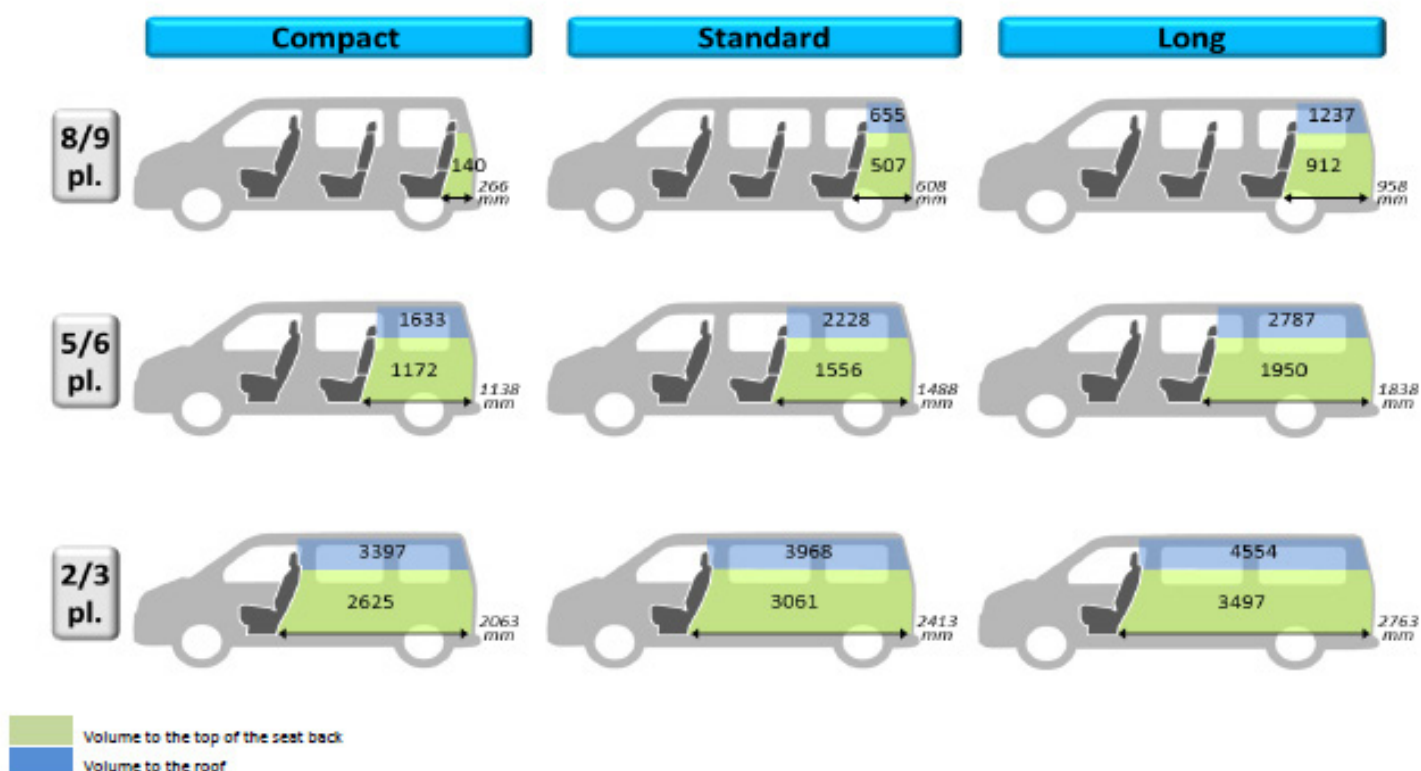 Compact Standard Long
8/9
pl.
140
266
mm
655
507
608
mm
1237
912
958
mm
5/6
pl.
1633
1172
1138
mm
2228
1556
1488
mm
2787
1950
1838
mm
2/3
pl.
3397
2625
2063
mm
3968
3061
2413
mm
4554
3497
2763
mm
Volume to the top of the seat back
Volume to the roof